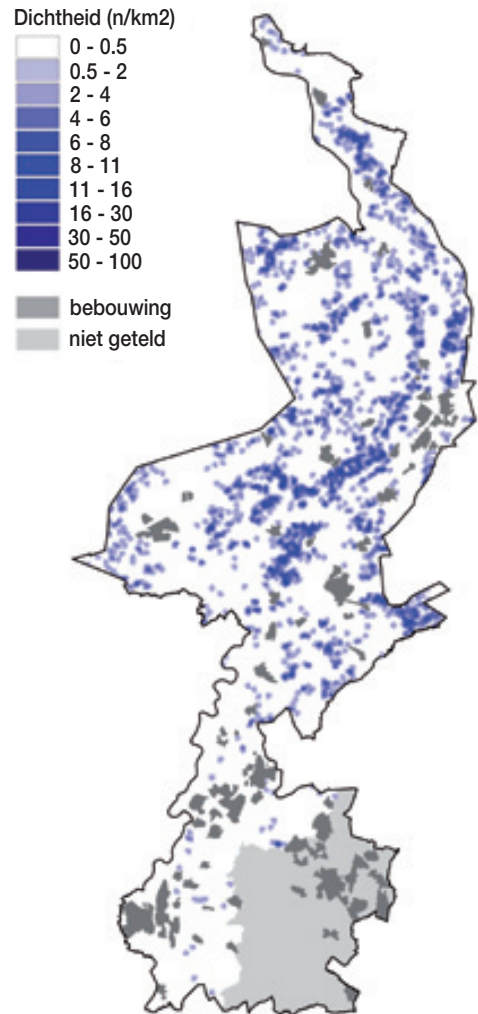 Dichtheid (n/km2)
0 - 0.5
0.5 - 2
2 - 4
4 - 6
6 - 8
8 - 11
11 - 16
16 - 30
30 - 50
50 - 100
bebouwing
niet geteld